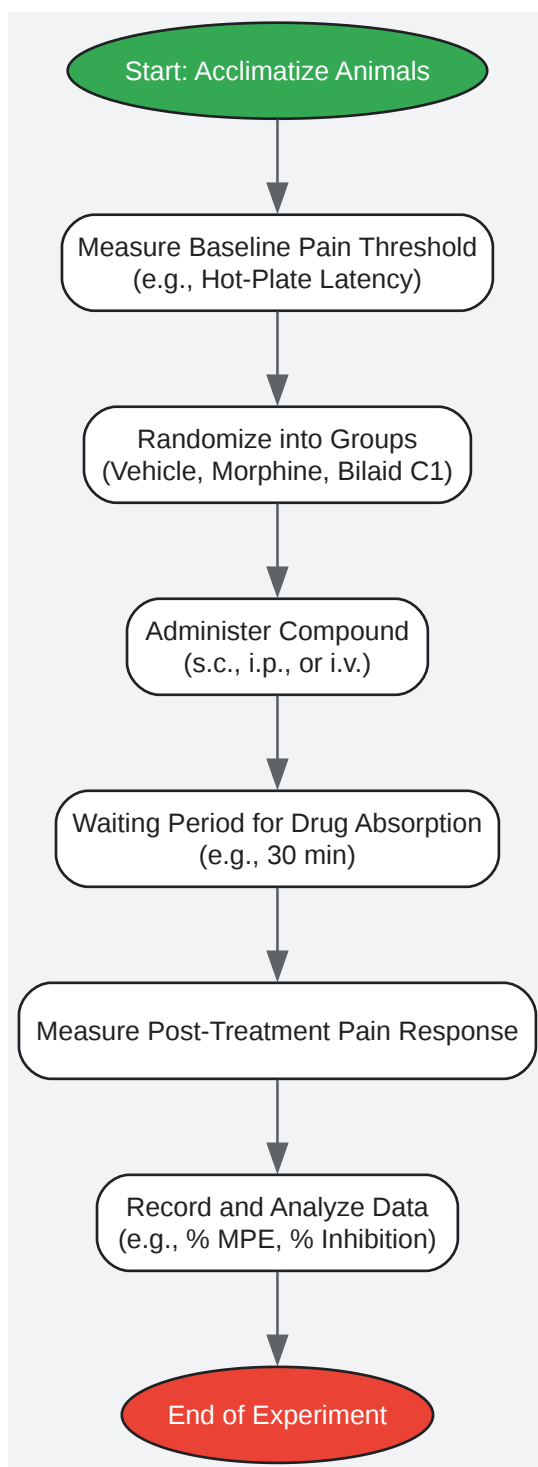 Start: Acclimatize Animals
Measure Baseline Pain Threshold
(e.g., Hot-Plate Latency)
Randomize into Groups
(Vehicle, Morphine, Bilaid C1)
Administer Compound
(s.c., i.p., or i.v.)
Waiting Period for Drug Absorption
(e.g., 30 min)
Measure Post-Treatment Pain Response
Record and Analyze Data
(e.g., % MPE, % Inhibition)
End of Experiment